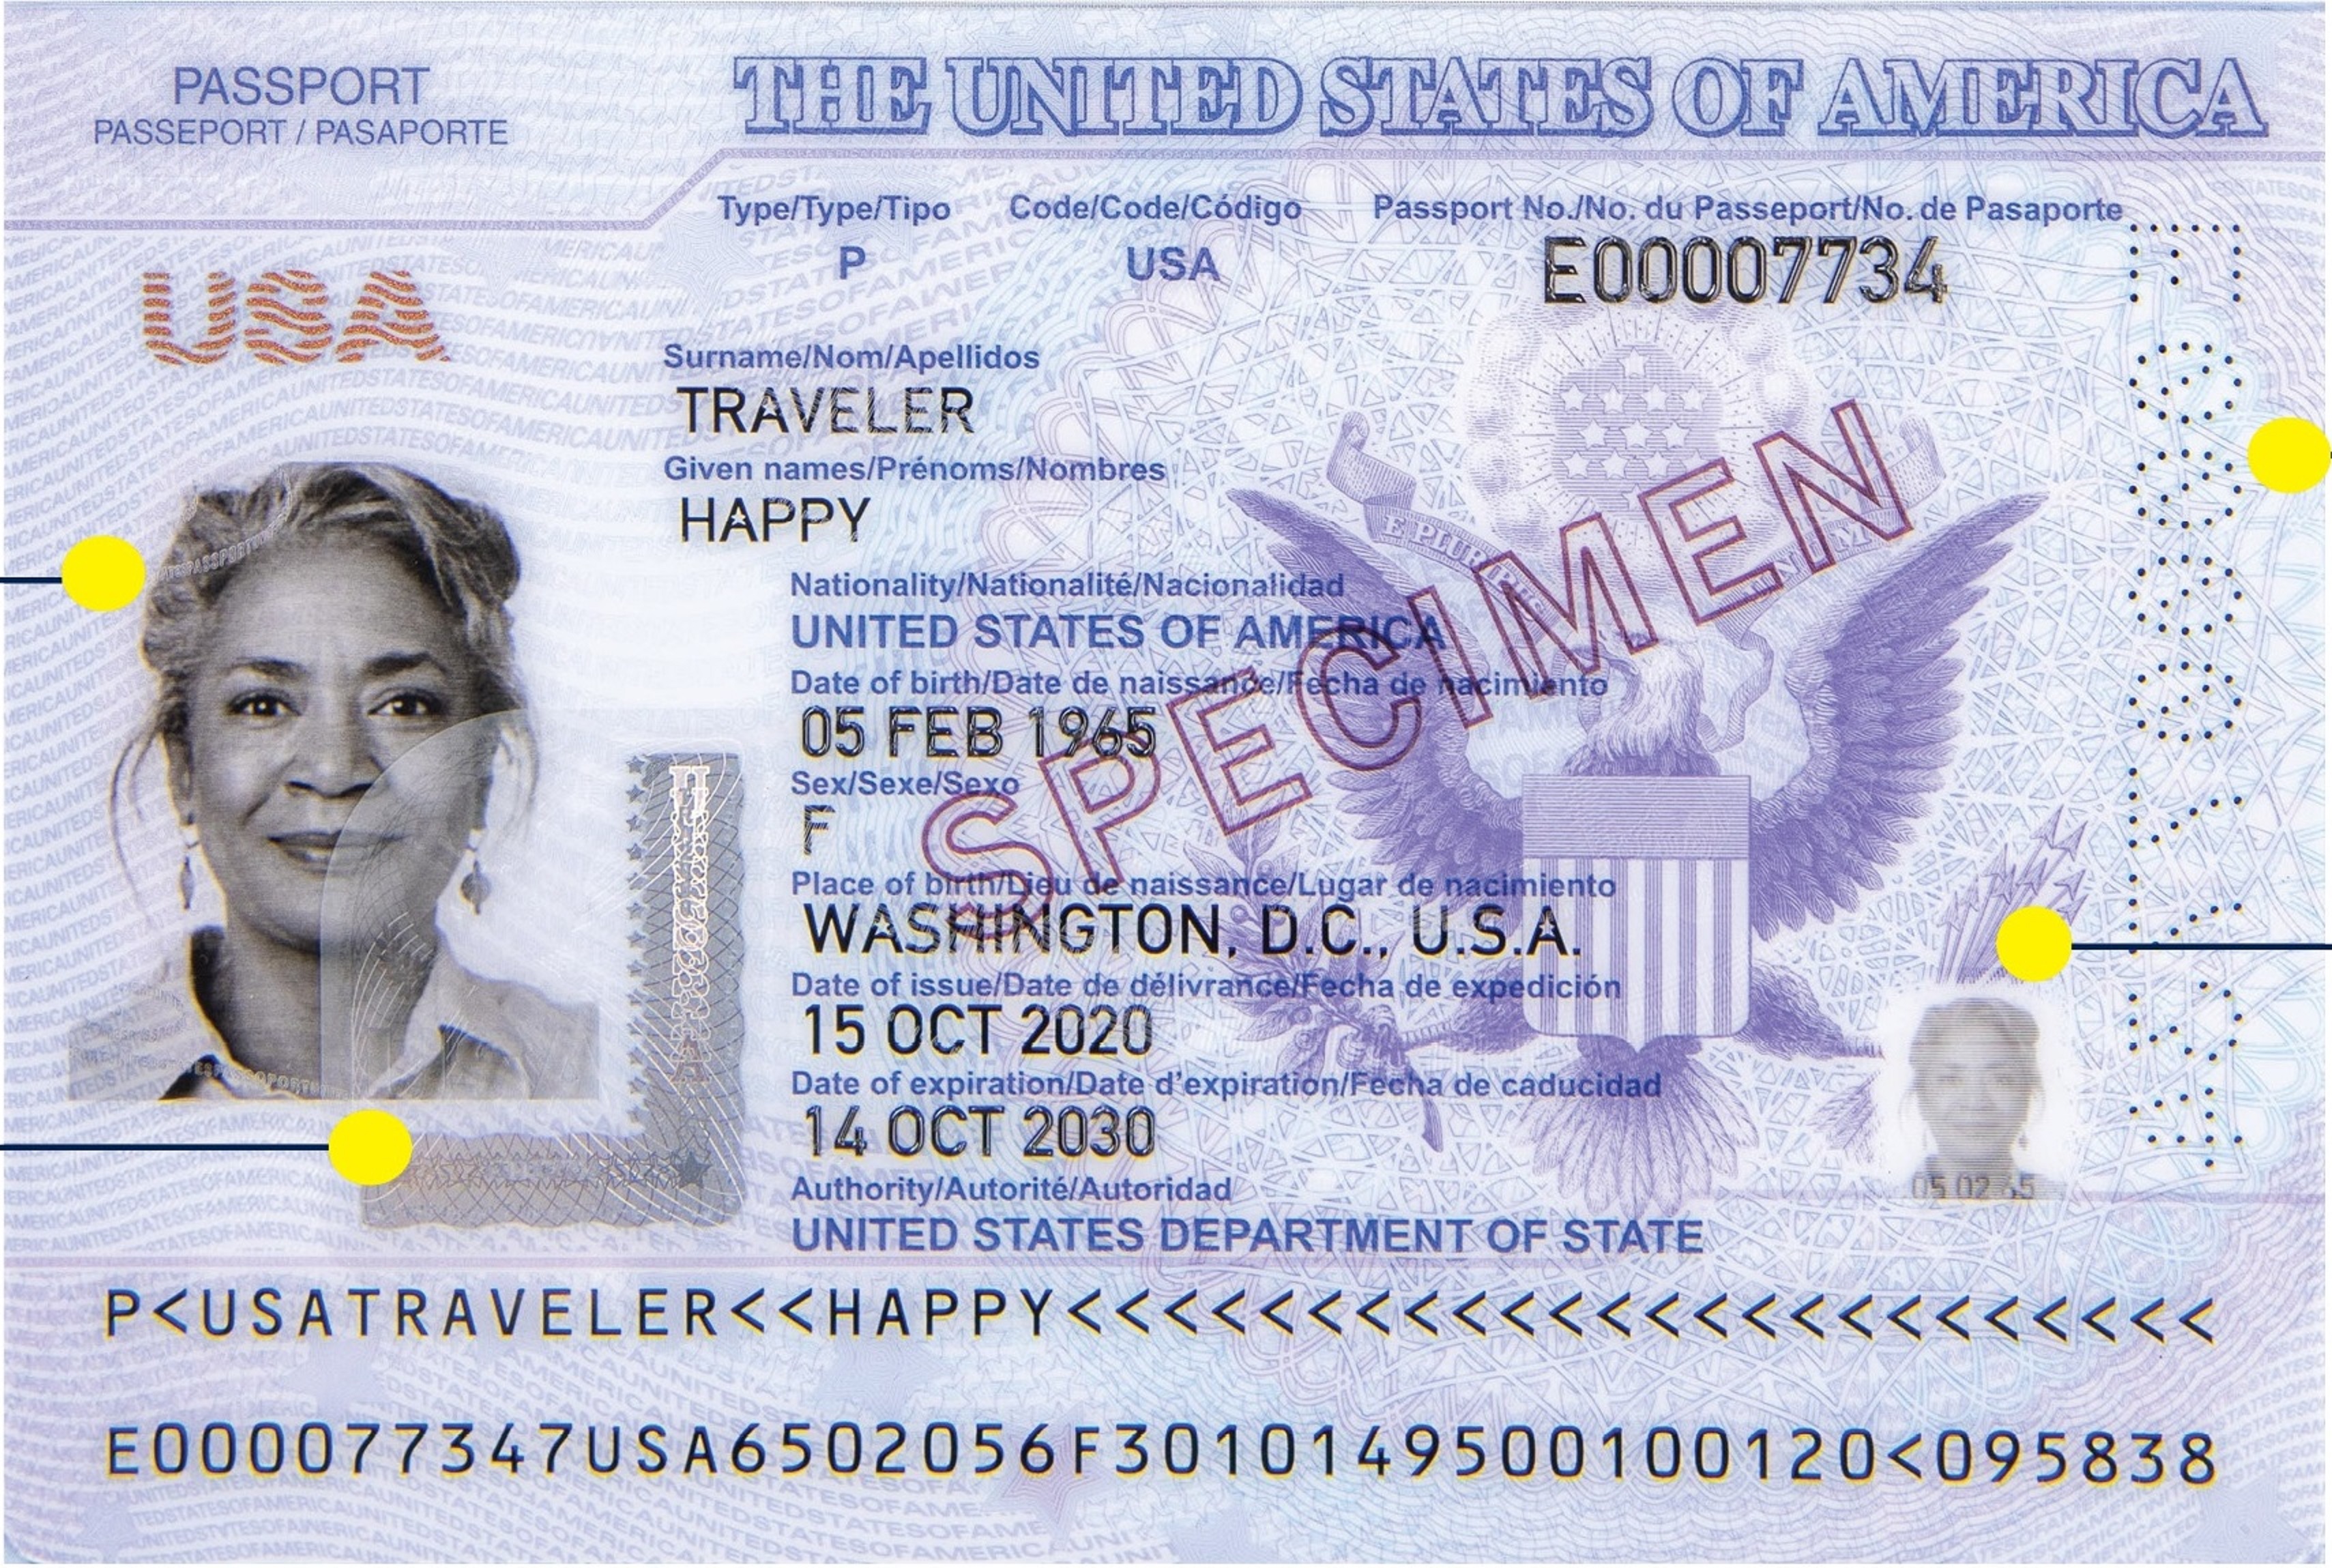 PASSPORT
PASSEPORT / PASAPORTE
THE UNITED STATES OF AMERICA
Type/Type/Tipo Code/Code/Código Passport No./No. du Passeport/No. de Pasaporte
P USA E00007734
USA
Surname/Nom/Apellidos
TRAVELER
Given names/Prénoms/Nombres
HAPPY
Nationality/Nationalité/Nacionalidad
UNITED STATES OF AMERICA
Date of birth/Date de naissance/Fecha de nacimiento
05 FEB 1965
Sex/Sexe/Sexo
F
Place of birth/Lieu de naissance/Lugar de nacimiento
WASHINGTON, D.C., U.S.A.
Date of issue/Date de délivrance/Fecha de expedición
15 OCT 2020
Date of expiration/Date d'expiration/Fecha de caducidad
14 OCT 2030
Authority/Autorité/Autoridad
UNITED STATES DEPARTMENT OF STATE
SPECIMEN
E PLURIBUS UNUM
05 02 65
P<USATRAVELER<<HAPPY<<<<<<<<<<<<<<<<<<<<<<<<
E000077347USA6502056F3010149500100120<095838